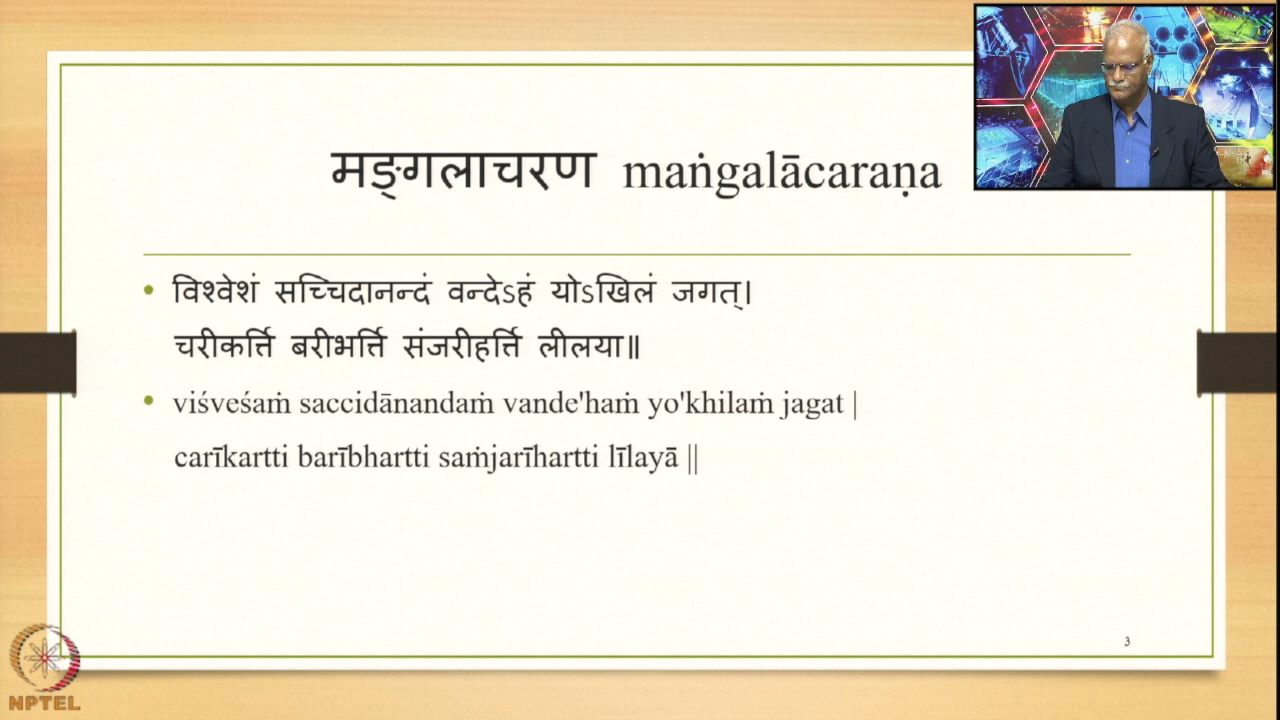 मङ्गलाचरण maṅgalācaraṇa
• विश्वेशं सच्चिदानन्दं वन्देऽहं योऽखिलं जगत्।
चरीकर्त्ति बरीभर्त्ति संजरीहर्त्ति लीलया॥
• viśveśaṁ saccidānandaṁ vande'haṁ yo'khilaṁ jagat |
carīkartti barībhartti saṁjarīhartti līlayā ||
3
NPTEL